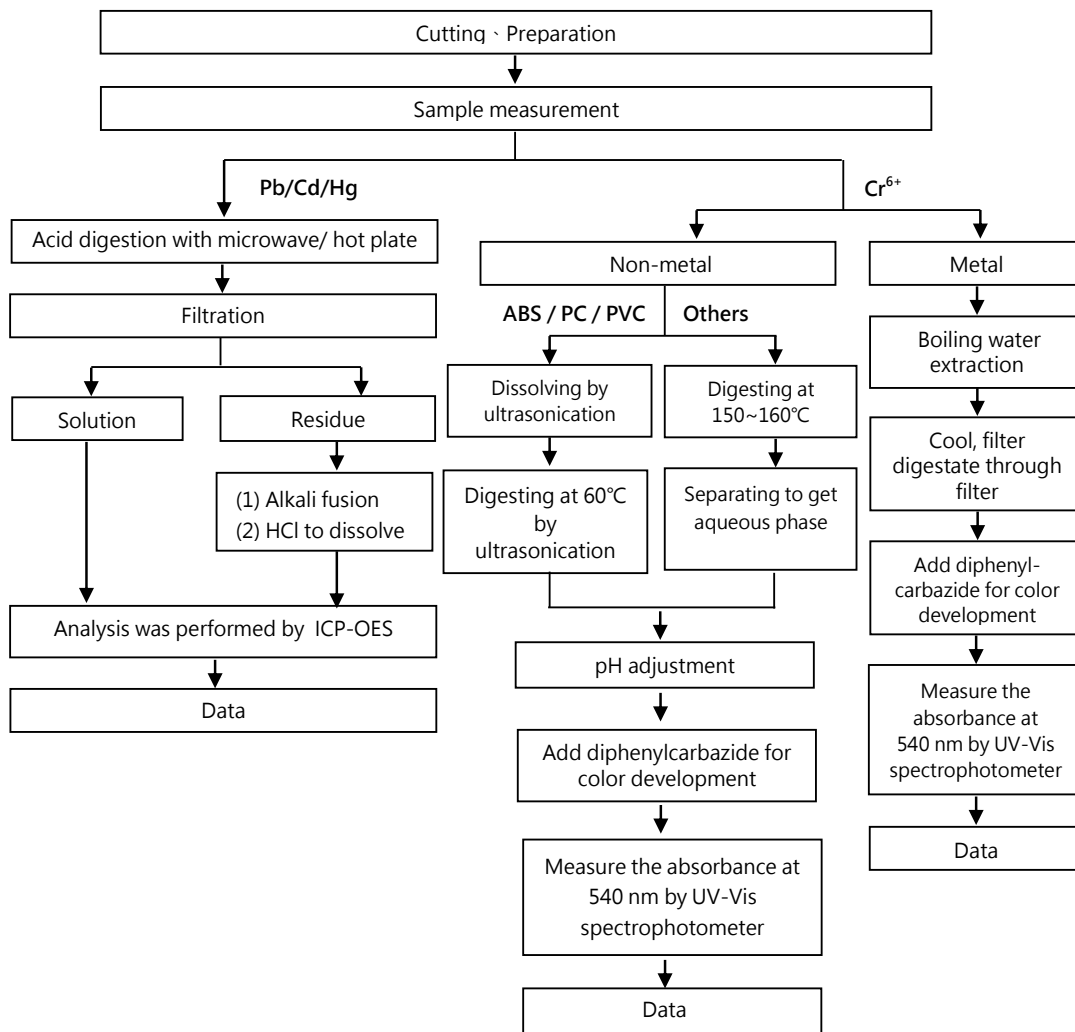 Cutting、Preparation
Sample measurement
Pb/Cd/Hg
Acid digestion with microwave/ hot plate
Filtration
Solution
Residue
(1) Alkali fusion
(2) HCl to dissolve
Analysis was performed by ICP-OES
Data
Cr⁶⁺
Non-metal
ABS / PC / PVC
Others
Dissolving by
ultrasonication
Digesting at
150~160℃
Digesting at 60℃
by
ultrasonication
Separating to get
aqueous phase
pH adjustment
Add diphenylcarbazide for
color development
Measure the absorbance at
540 nm by UV-Vis
spectrophotometer
Data
Metal
Boiling water
extraction
Cool, filter
digestate through
filter
Add diphenyl-
carbazide for color
development
Measure the
absorbance at
540 nm by UV-Vis
spectrophotometer
Data